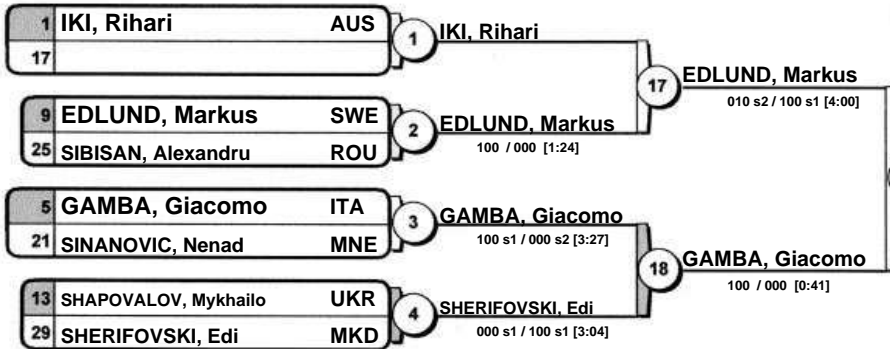 1 IKI, Rihari AUS
17
1 IKI, Rihari
9 EDLUND, Markus SWE
25 SIBISAN, Alexandru ROU
2 EDLUND, Markus
100 / 000 [1:24]
17 EDLUND, Markus
010 s2 / 100 s1 [4:00]
5 GAMBA, Giacomo ITA
21 SINANOVIC, Nenad MNE
3 GAMBA, Giacomo
100 s1 / 000 s2 [3:27]
13 SHAPOVALOV, Mykhailo UKR
29 SHERIFOVSKI, Edi MKD
4 SHERIFOVSKI, Edi
000 s1 / 100 s1 [3:04]
18 GAMBA, Giacomo
100 / 000 [0:41]